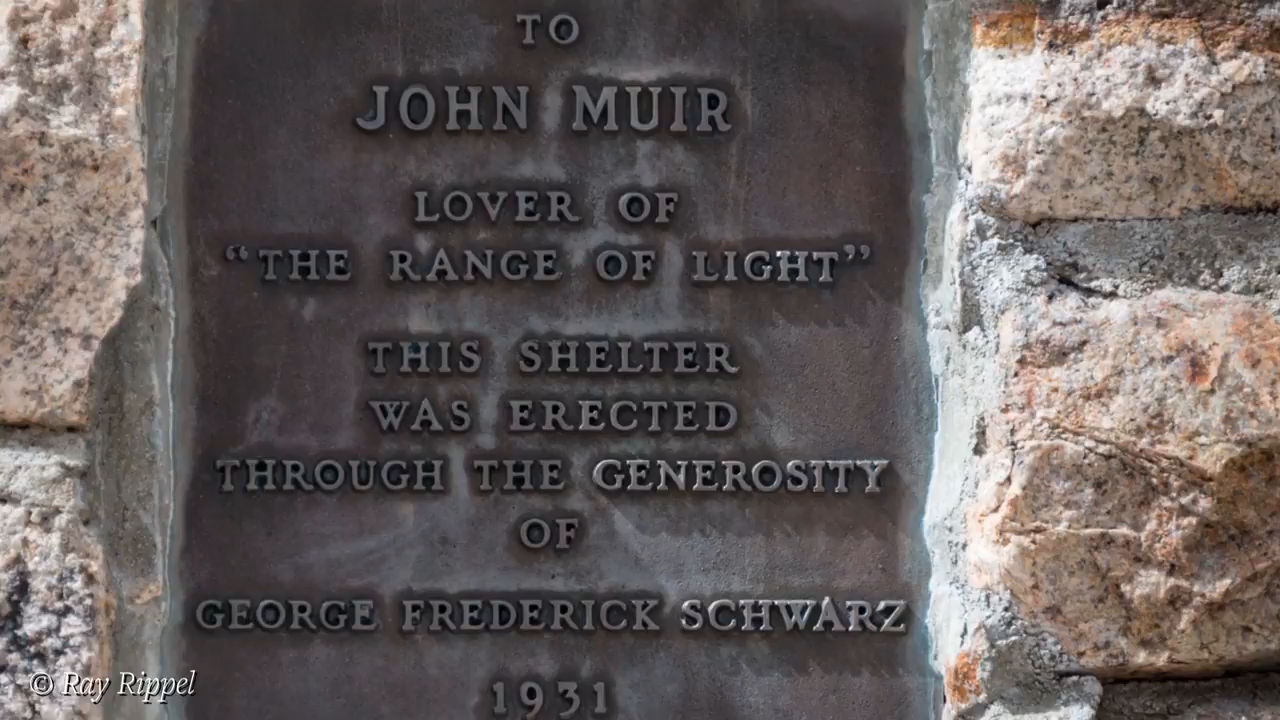 TO
JOHN MUIR
LOVER OF
“THE RANGE OF LIGHT”
THIS SHELTER
WAS ERECTED
THROUGH THE GENEROSITY
OF
GEORGE FREDERICK SCHWARZ
1931
© Ray Rippel